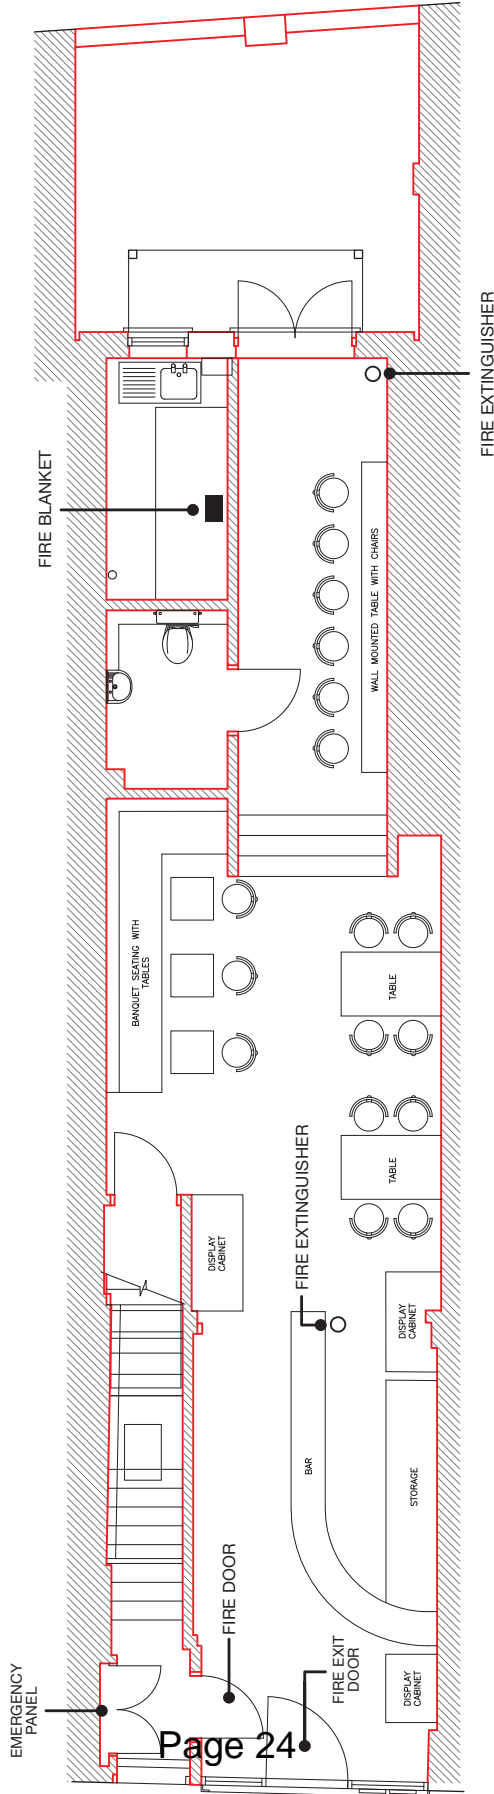 FIRE EXTINGUISHER
FIRE BLANKET
WALL MOUNTED TABLE WITH CHAIRS
BANQUET SEATING WITH
TABLES
TABLE
FIRE EXTINGUISHER
TABLE
DISPLAY
CABINET
DISPLAY
CABINET
BAR
STORAGE
FIRE DOOR
FIRE EXIT
DOOR
DISPLAY
CABINET
EMERGENCY
PANEL
Page 24